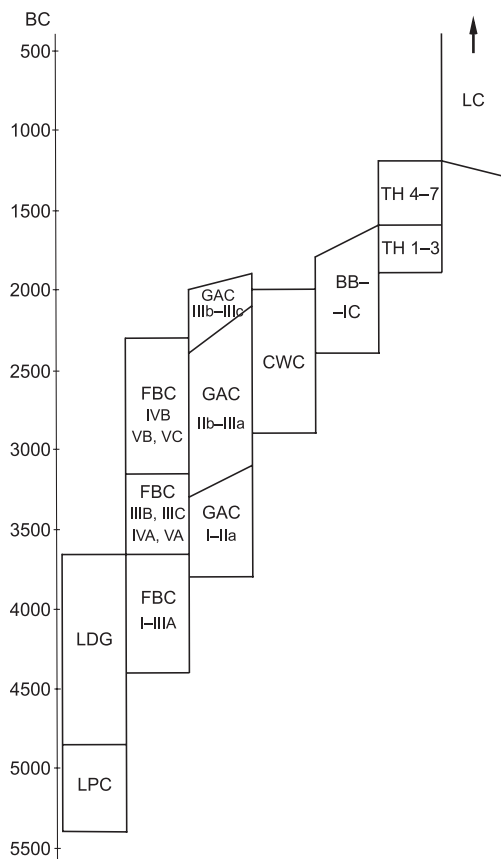 BC
500
LC
1000
TH 4–7
1500
TH 1–3
BB–
–IC
2000
GAC
IIIb–IIIc
CWC
2500
FBC
IVB
VB, VC
GAC
IIb–IIIa
3000
FBC
IIIB, IIIC
IVA, VA
GAC
I–IIa
3500
FBC
I–IIIA
4000
LDG
4500
5000
LPC
5500